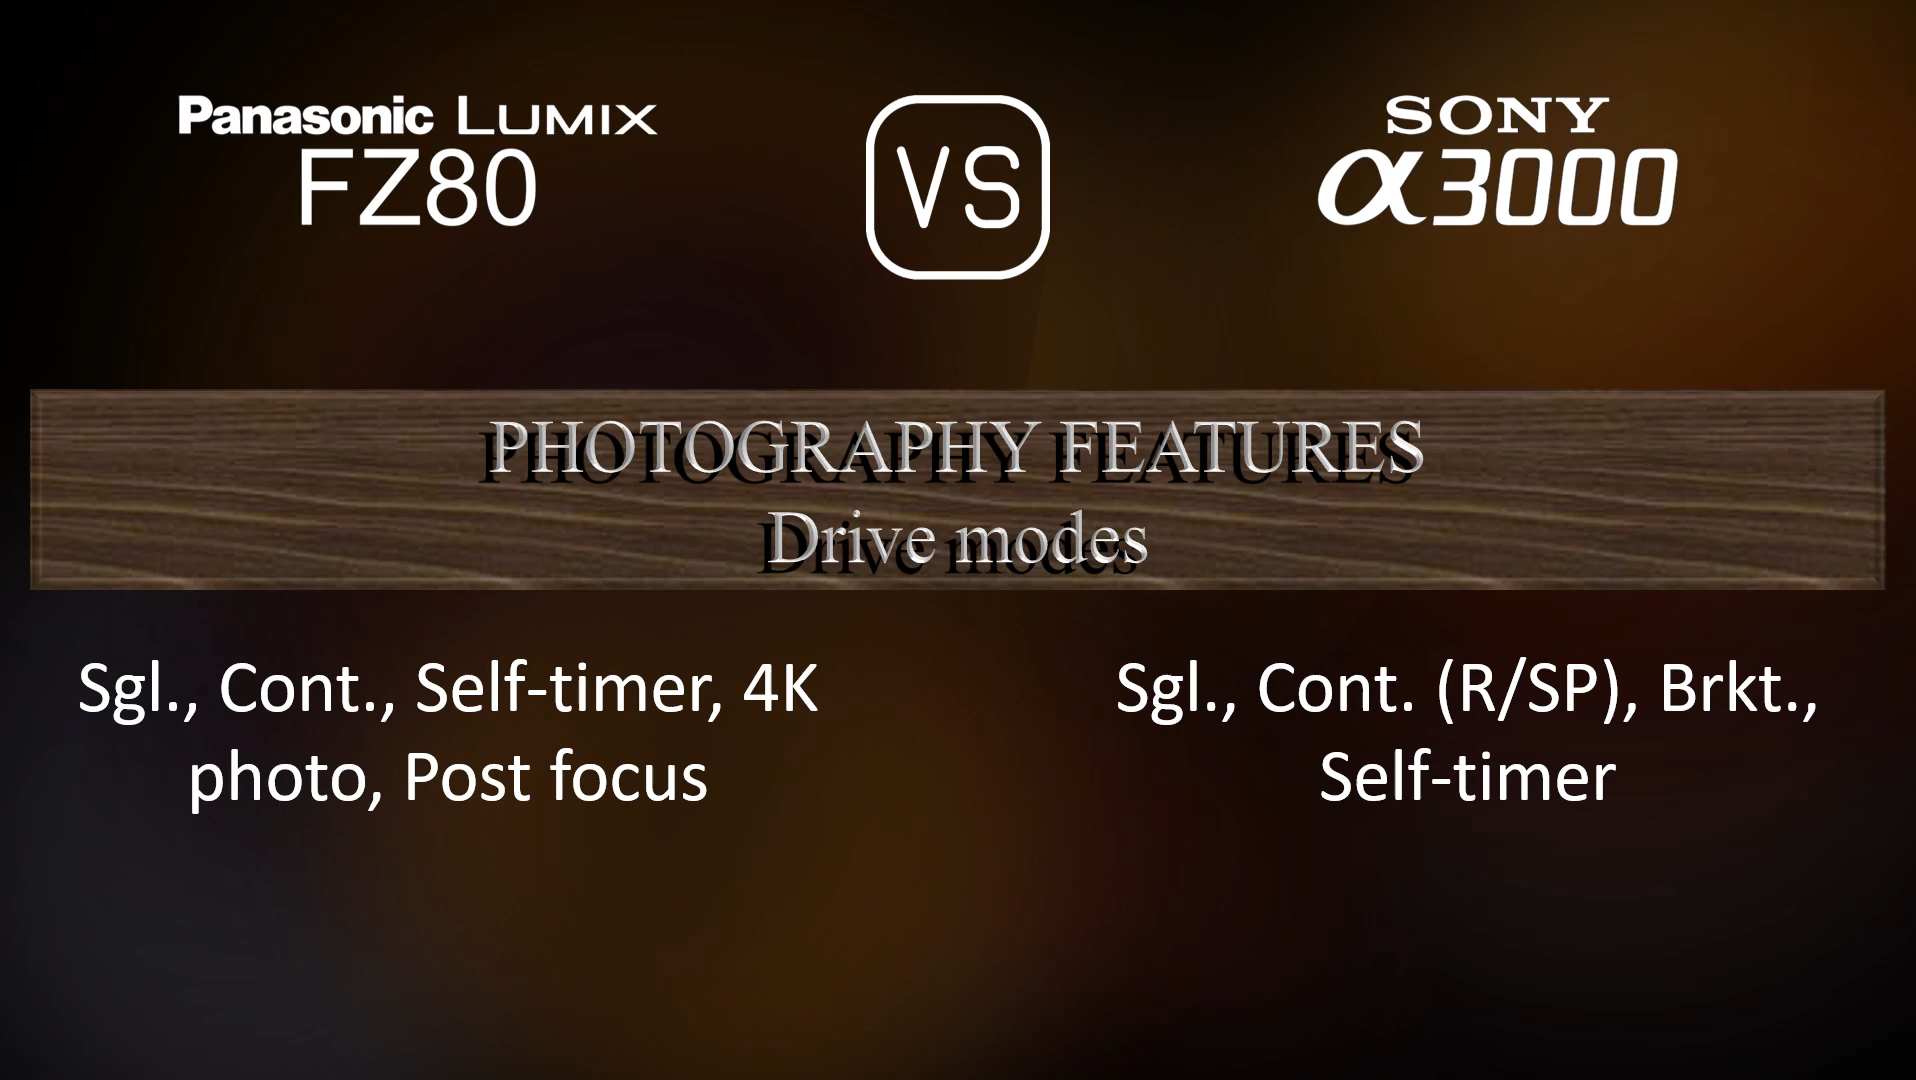 Panasonic LUMIX
FZ80
VS
SONY
α3000
PHOTOGRAPHY FEATURES
Drive modes
Sgl., Cont., Self-timer, 4K
photo, Post focus
Sgl., Cont. (R/SP), Brkt.,
Self-timer